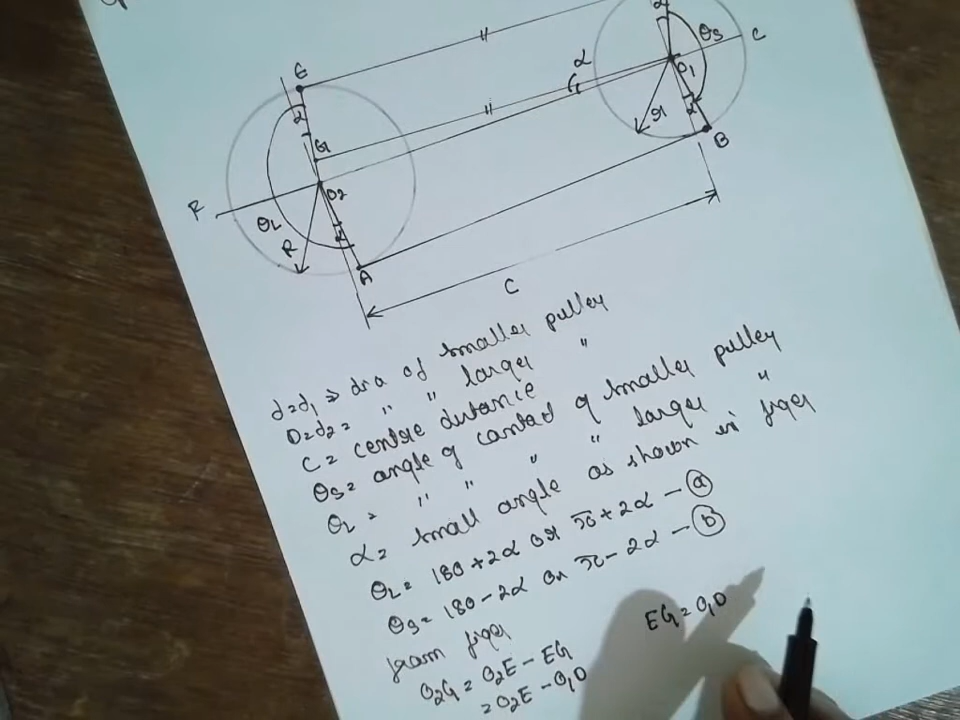 E
α
α
θs
C
O1
α
r
B
G
F
O2
θL
R
α
A
C
d=d1 => dia of smaller pulley
D=d2 = " " larger "
C = centre distance
θs = angle of contact of smaller pulley
θL = " " " " larger "
α = small angle as shown in figer
θL = 180 + 2α or π + 2α — (a)
θs = 180 - 2α or π - 2α — (b)
from figer
EG = O1D
O2G = O2E - EG
= O2E - O1D